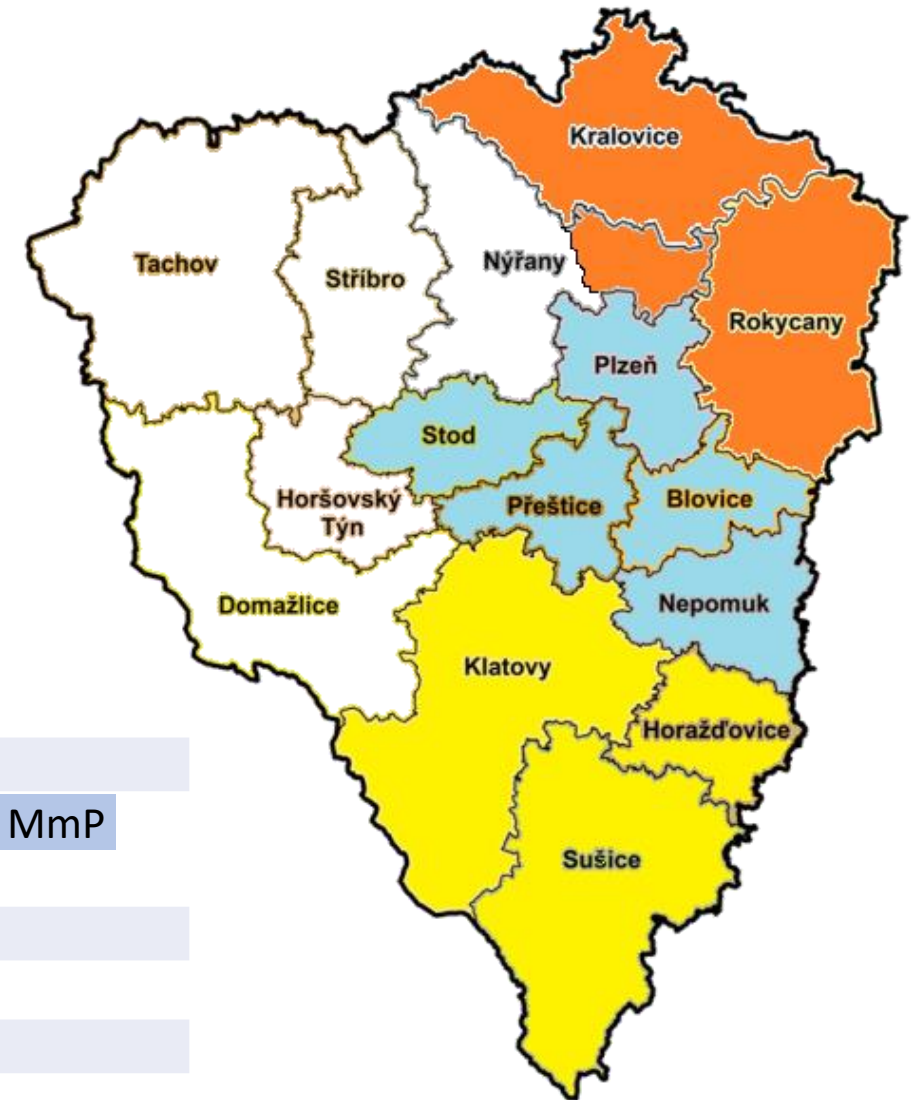 Kralovice
Tachov
Stříbro
Nýřany
Rokycany
Plzeň
Stod
Horšovský
Týn
Přeštice
Blovice
Domažlice
Nepomuk
Klatovy
Horažďovice
MmP
Sušice